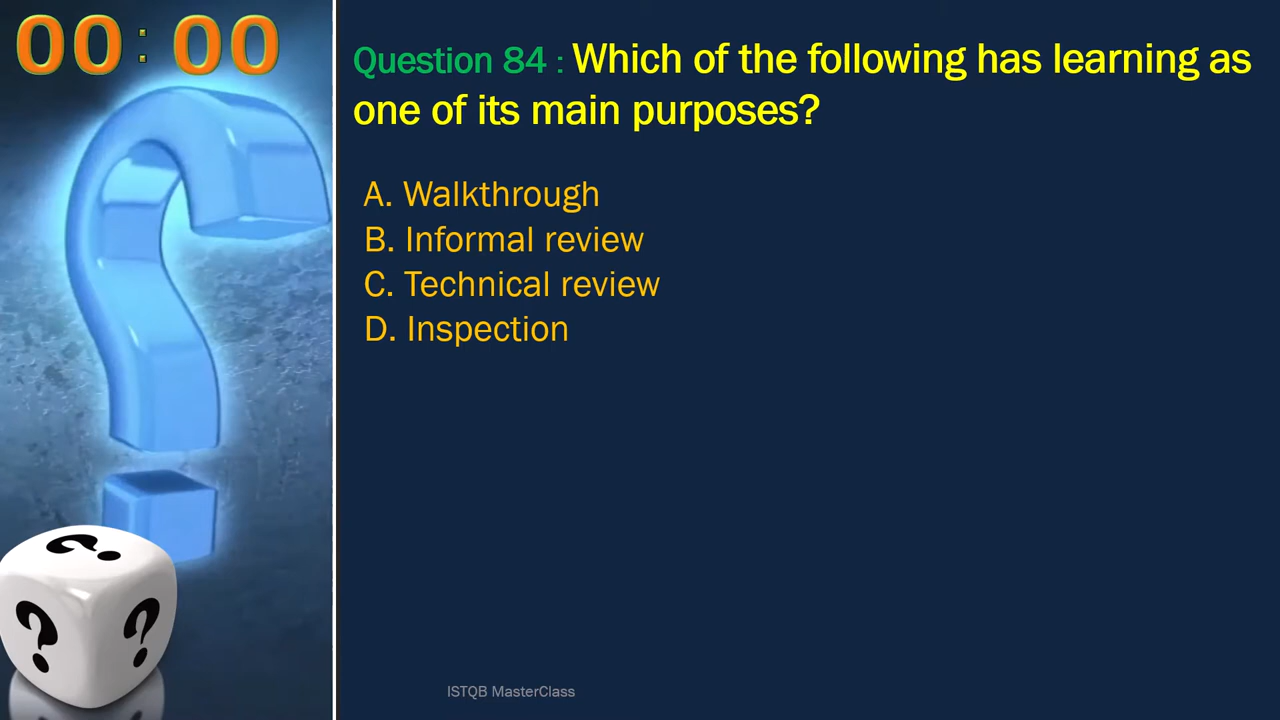 00:00
Question 84 : Which of the following has learning as
one of its main purposes?
A. Walkthrough
B. Informal review
C. Technical review
D. Inspection
ISTQB MasterClass